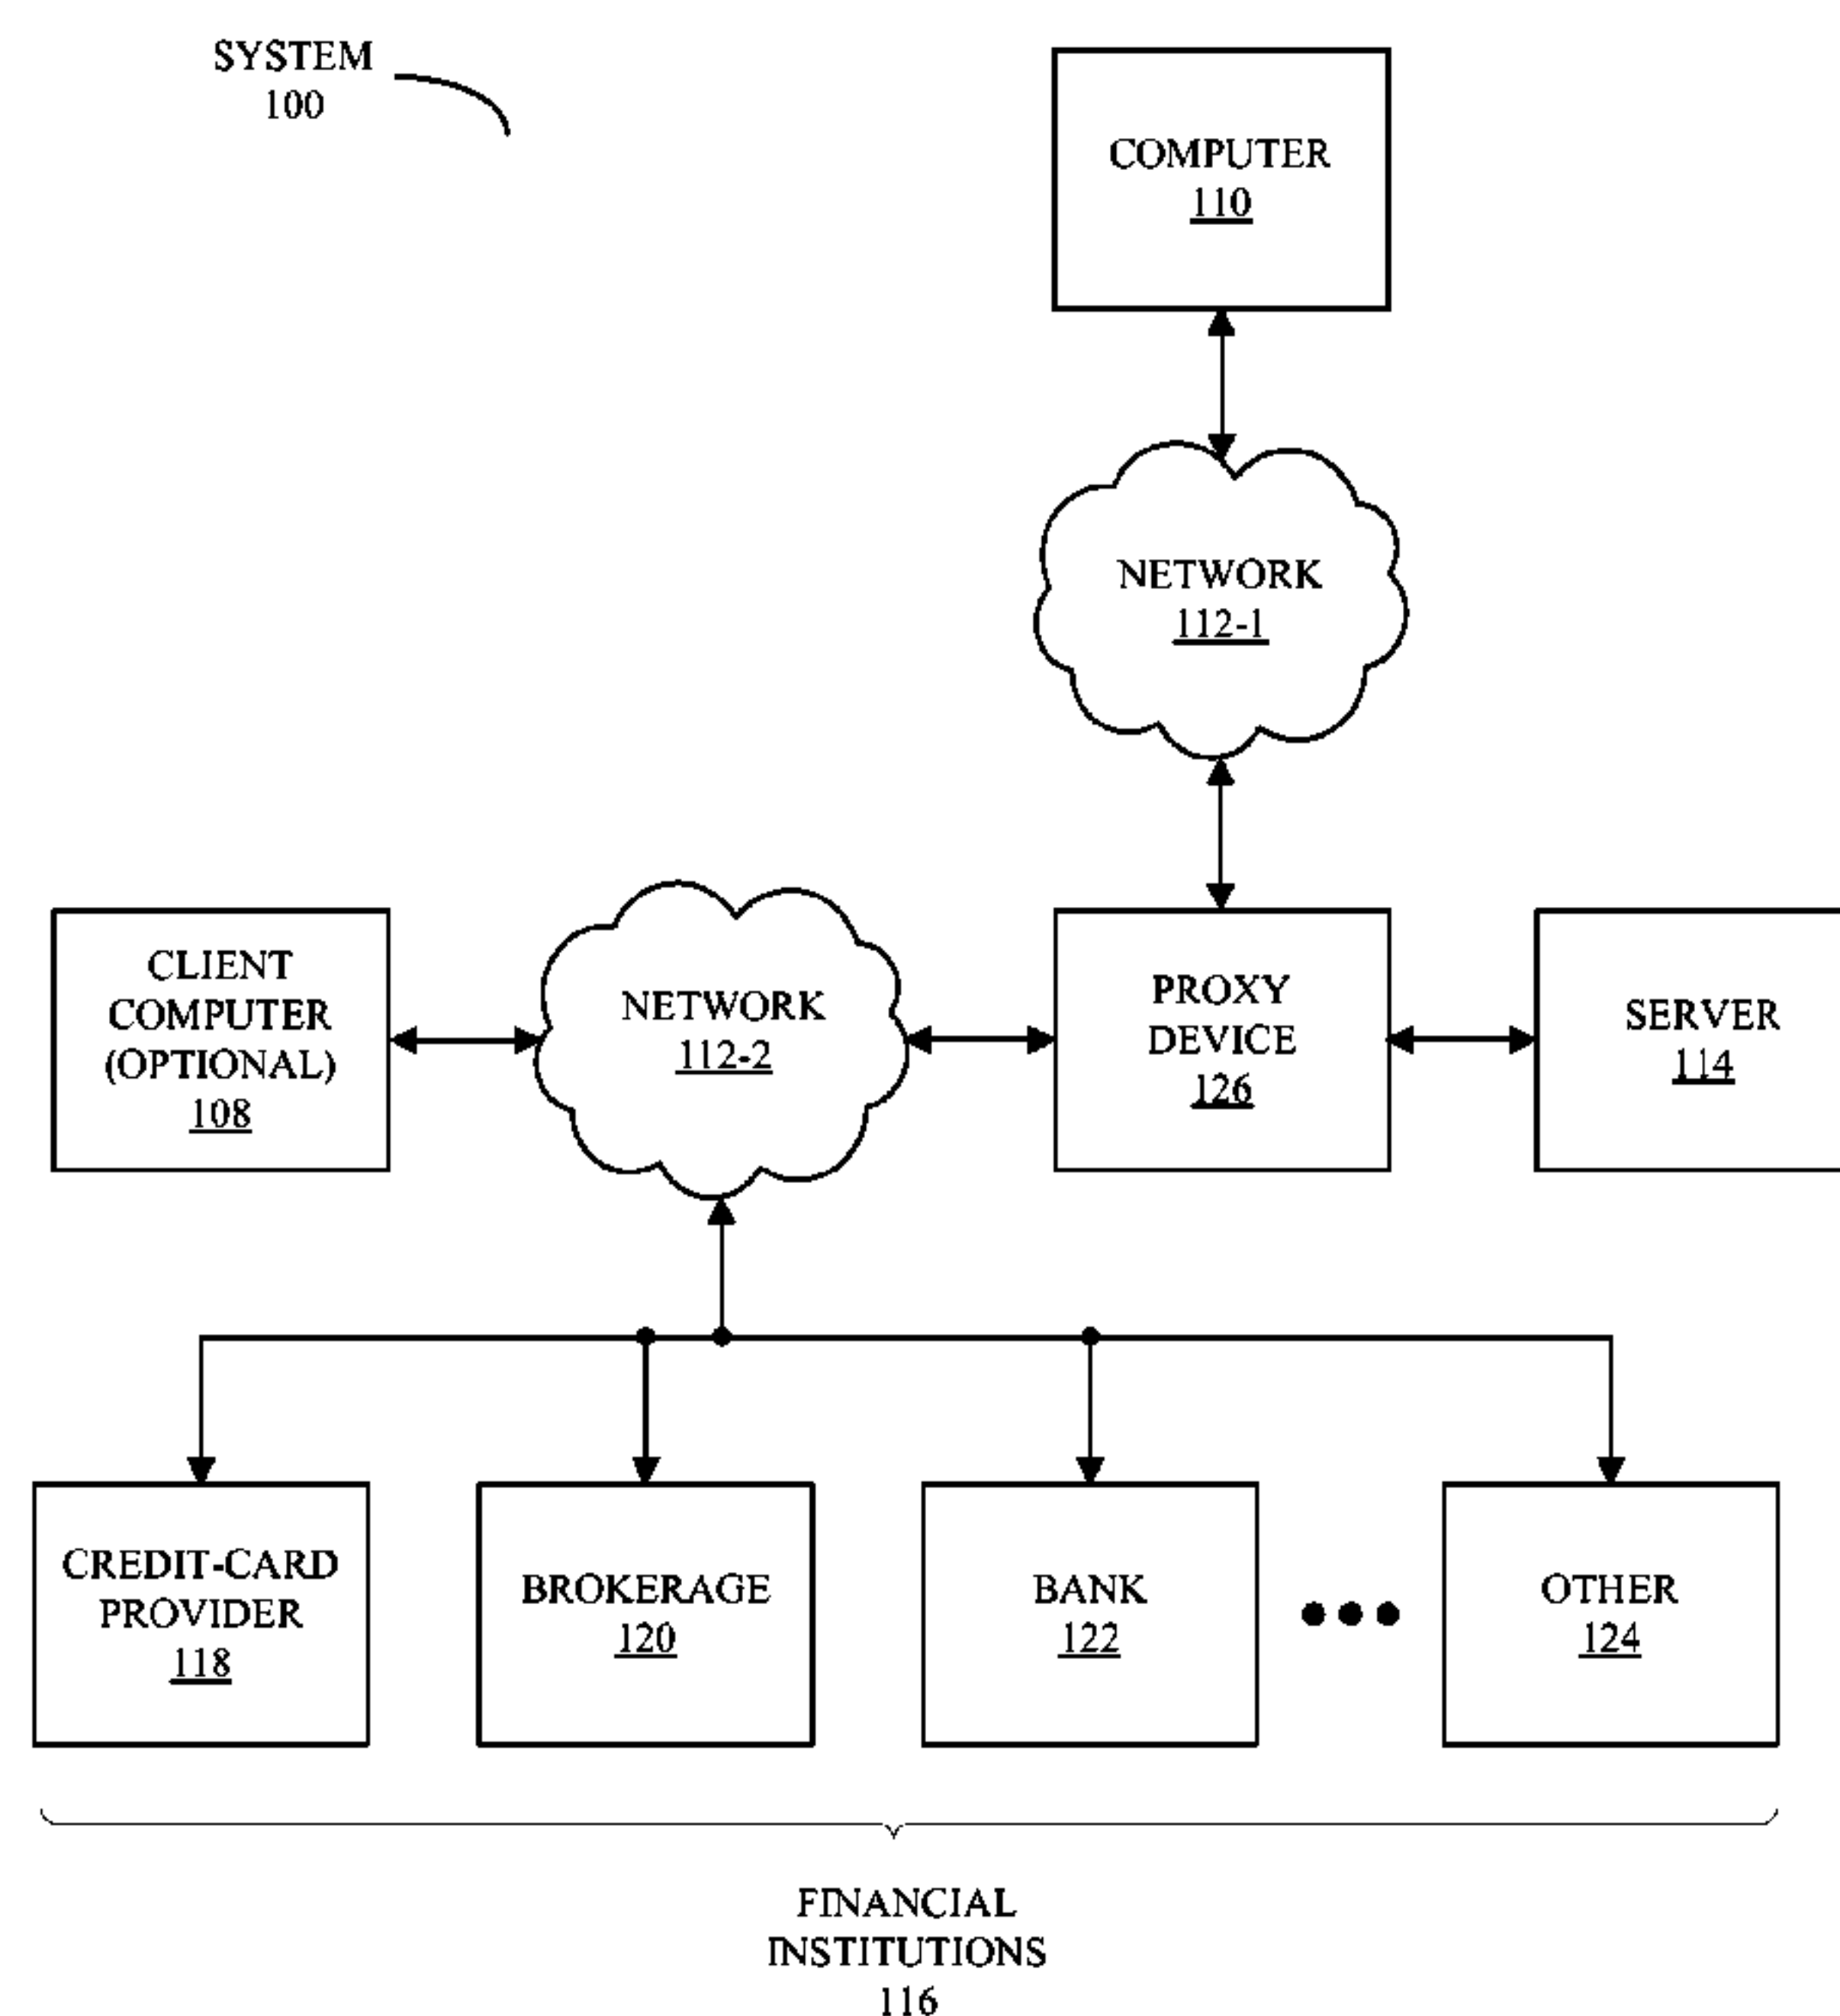 SYSTEM
100
COMPUTER
110
NETWORK
112-1
CLIENT
COMPUTER
(OPTIONAL)
108
NETWORK
112-2
PROXY
DEVICE
126
SERVER
114
CREDIT-CARD
PROVIDER
118
BROKERAGE
120
BANK
122
OTHER
124
FINANCIAL
INSTITUTIONS
116